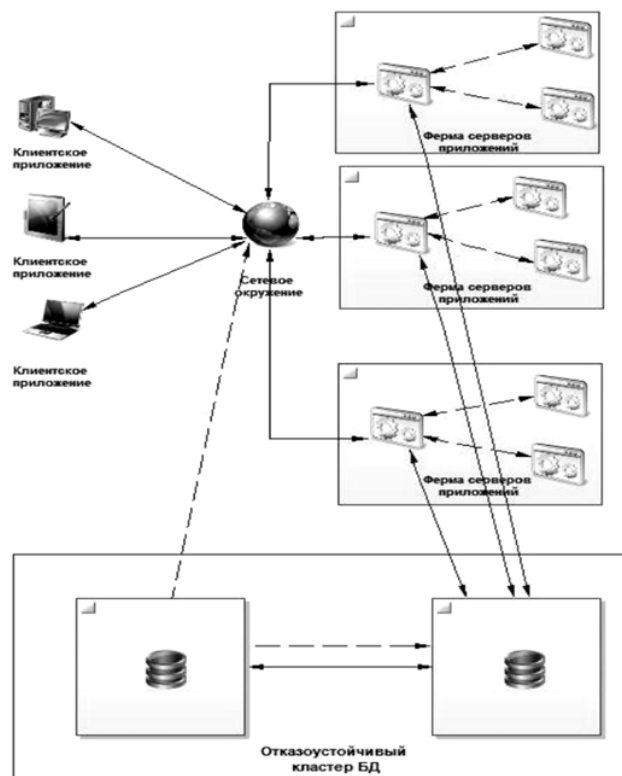 Ферма серверов
приложений
Клиентское
приложение
Клиентское
приложение
Сетевое
окружение
Ферма серверов
приложений
Клиентское
приложение
Ферма серверов
приложений
Отказоустойчивый
кластер БД